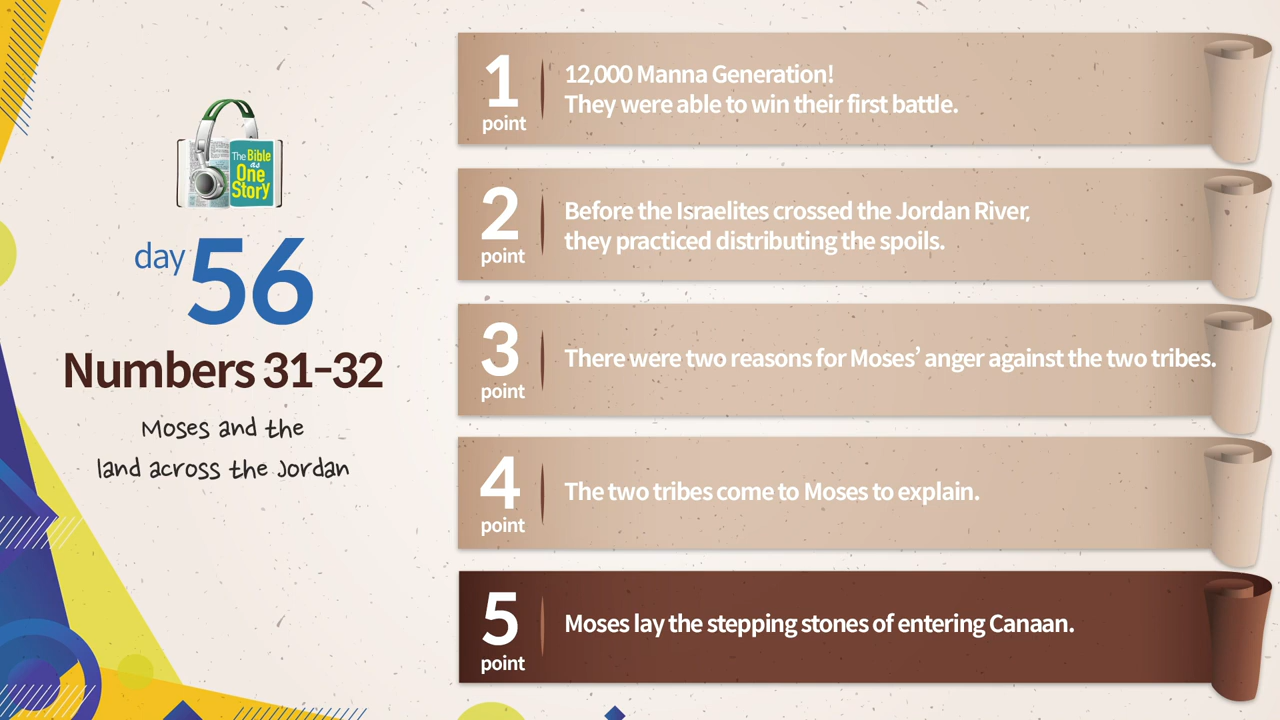 The Bible
as
One
Story
day 56
Numbers 31-32
Moses and the
land across the Jordan
1
point
12,000 Manna Generation!
They were able to win their first battle.
2
point
Before the Israelites crossed the Jordan River,
they practiced distributing the spoils.
3
point
There were two reasons for Moses’ anger against the two tribes.
4
point
The two tribes come to Moses to explain.
5
point
Moses lay the stepping stones of entering Canaan.